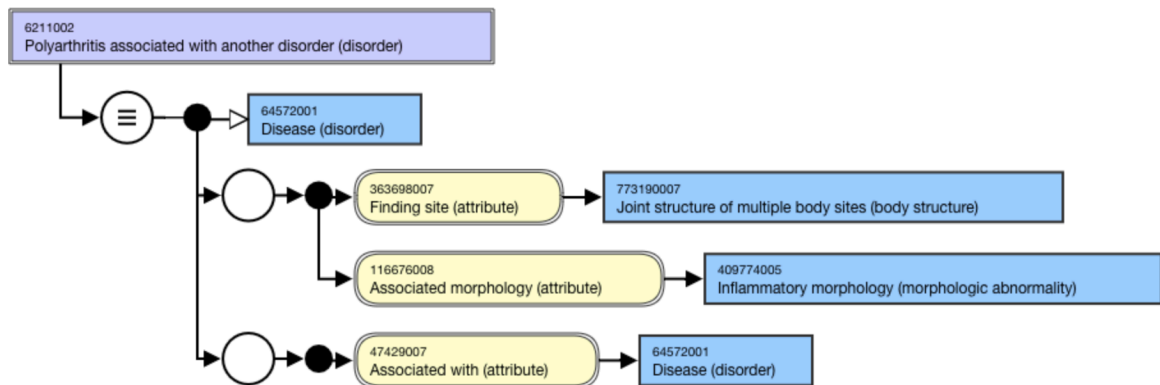 6211002
Polyarthritis associated with another disorder (disorder)
64572001
Disease (disorder)
363698007
Finding site (attribute)
773190007
Joint structure of multiple body sites (body structure)
116676008
Associated morphology (attribute)
409774005
Inflammatory morphology (morphologic abnormality)
47429007
Associated with (attribute)
64572001
Disease (disorder)